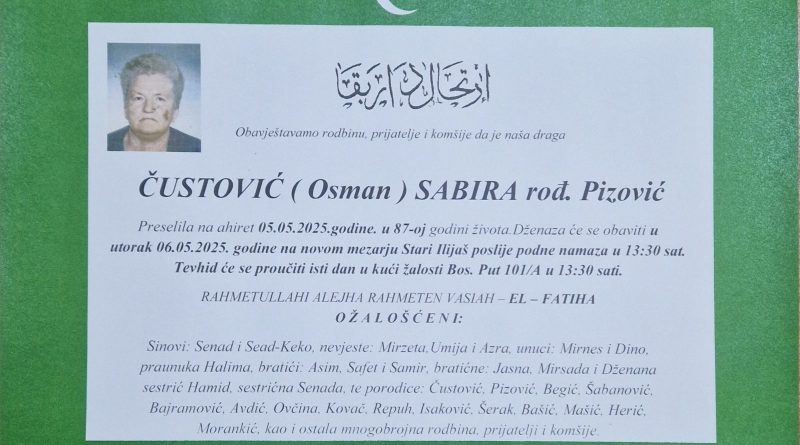 ارتحال دار بقا
Obavještavamo rodbinu, prijatelje i komšije da je naša draga
ČUSTOVIĆ ( Osman ) SABIRA rođ. Pizović
Preselila na ahiret 05.05.2025.godine. u 87-oj godini života.Dženaza će se obaviti u
utorak 06.05.2025. godine na novom mezarju Stari Ilijaš poslije podne namaza u 13:30 sat.
Tevhid će se proučiti isti dan u kući žalosti Bos. Put 101/A u 13:30 sati.
RAHMETULLAHI ALEJHA RAHMETEN VASIAH – EL – FATIHA
O Ž A L O Š Ć E N I :
Sinovi: Senad i Sead-Keko, nevjeste: Mirzeta,Umija i Azra, unuci: Mirnes i Dino,
praunuka Halima, bratići: Asim, Safet i Samir, bratične: Jasna, Mirsada i Dženana
sestrić Hamid, sestrična Senada, te porodice: Čustović, Pizović, Begić, Šabanović,
Bajramović, Avdić, Ovčina, Kovač, Repuh, Isaković, Šerak, Bašić, Mašić, Herić,
Morankić, kao i ostala mnogobrojna rodbina, prijatelji i komšije.